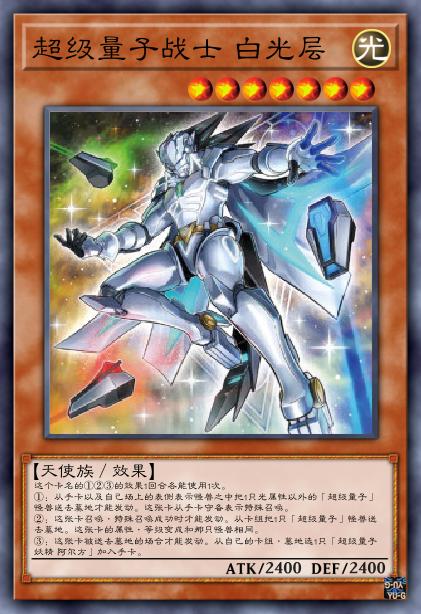 超级量子战士 白光层
光
【天使族 / 效果】
这个卡名的①②③的效果1回合各能使用1次。
①：从手卡以及自己场上的表侧表示怪兽之中把1只光属性以外的「超级量子」
怪兽送去墓地才能发动。这张卡从手卡守备表示特殊召唤。
②：这张卡召唤·特殊召唤成功时才能发动。从卡组把1只「超级量子」怪兽送
去墓地。这张卡的属性·等级变成和那只怪兽相同。
③：这张卡被送去墓地的场合才能发动。从自己的卡组·墓地选1只「超级量子
妖精 阿尔方」加入手卡。
ATK/2400 DEF/2400